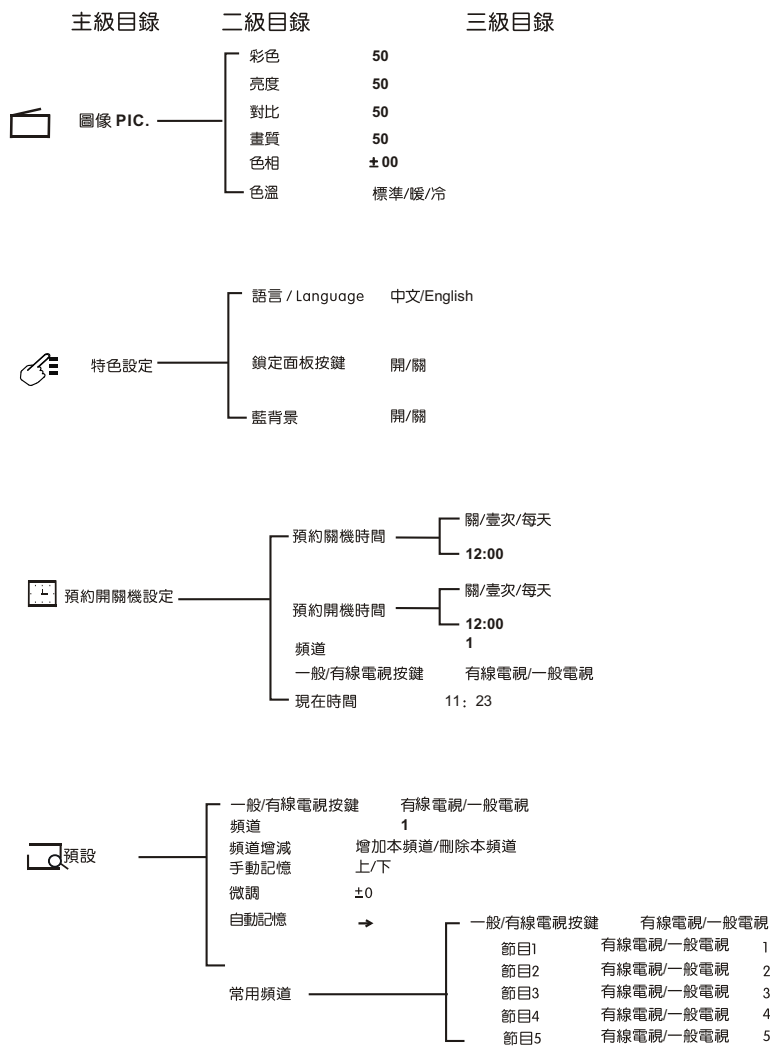 主級目錄 二級目錄 三級目錄
彩色 50
亮度 50
對比 50
圖像 PIC.
畫質 50
色相 ±00
色溫 標準/暖/冷
語言 / Language 中文/English
特色設定 鎖定面板按鍵 開/關
藍背景 開/關
關/壹次/每天
預約關機時間
12:00
關/壹次/每天
預約開關機設定
預約開機時間
12:00
頻道 1
一般/有線電視按鍵 有線電視/一般電視
現在時間 11：23
一般/有線電視按鍵 有線電視/一般電視
頻道 1
頻道增減 增加本頻道/刪除本頻道
預設
手動記憶 上/下
微調 ±0
自動記憶 →
一般/有線電視按鍵 有線電視/一般電視
節目1 有線電視/一般電視 1
節目2 有線電視/一般電視 2
常用頻道 節目3 有線電視/一般電視 3
節目4 有線電視/一般電視 4
節目5 有線電視/一般電視 5